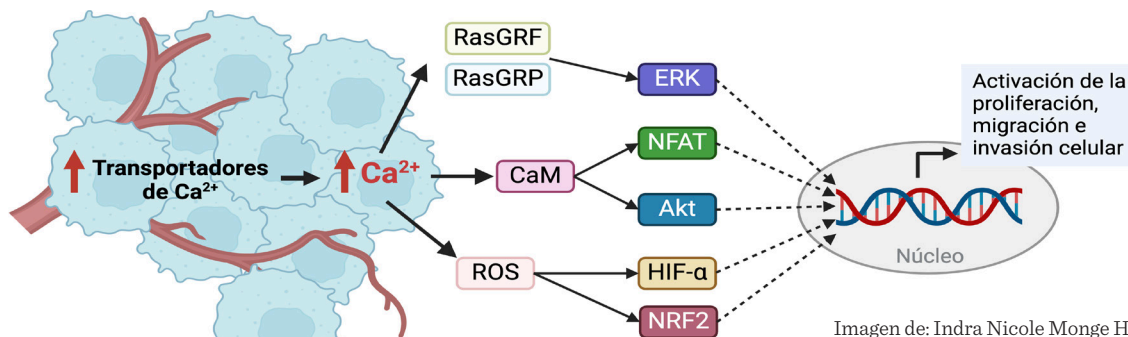 Transportadores
de Ca²⁺
Ca²⁺
RasGRF
RasGRP
ERK
CaM
NFAT
Akt
ROS
HIF-α
NRF2
Activación de la
proliferación,
migración e
invasión celular
Núcleo
Imagen de: Indra Nicole Monge H